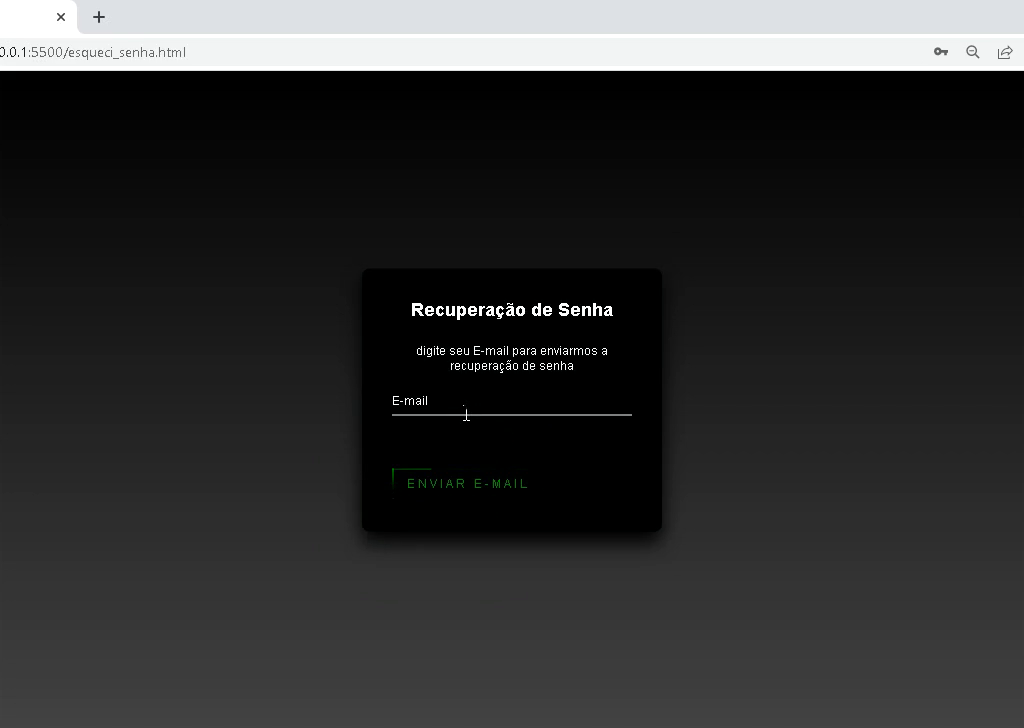 0.0.1:5500/esqueci_senha.html
Recuperação de Senha
digite seu E-mail para enviarmos a
recuperação de senha
E-mail
ENVIAR E-MAIL